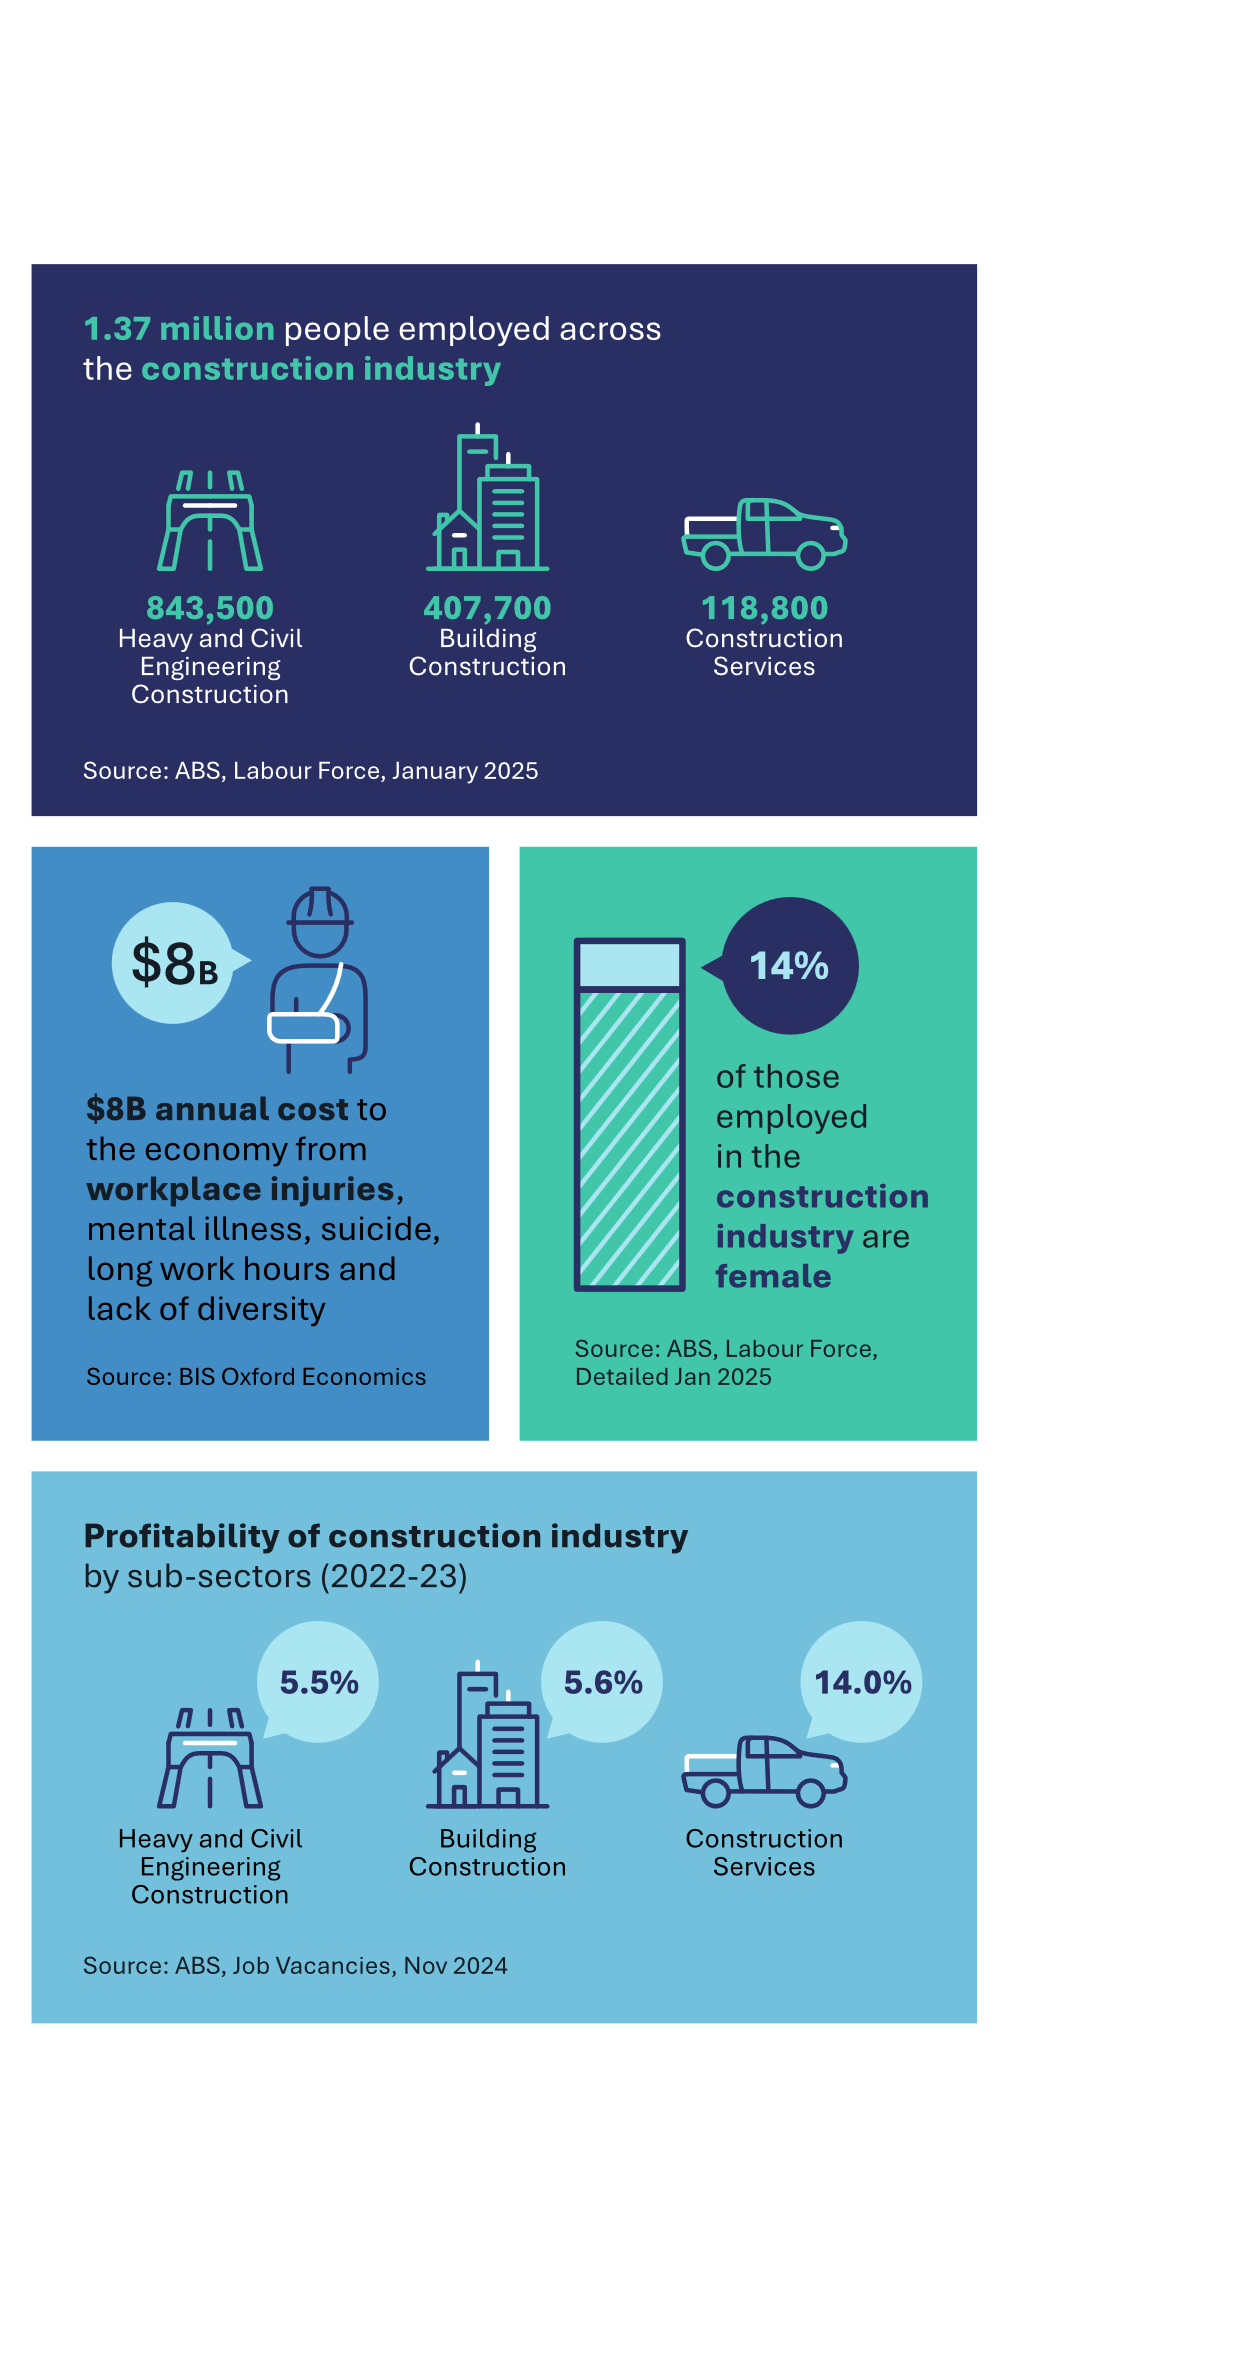 1.37 million people employed across
the construction industry
843,500
Heavy and Civil
Engineering
Construction
407,700
Building
Construction
118,800
Construction
Services
Source: ABS, Labour Force, January 2025
$8B
$8B annual cost to
the economy from
workplace injuries,
mental illness, suicide,
long work hours and
lack of diversity
Source: BIS Oxford Economics
14%
of those
employed
in the
construction
industry are
female
Source: ABS, Labour Force,
Detailed Jan 2025
Profitability of construction industry
by sub-sectors (2022-23)
5.5%
Heavy and Civil
Engineering
Construction
5.6%
Building
Construction
14.0%
Construction
Services
Source: ABS, Job Vacancies, Nov 2024